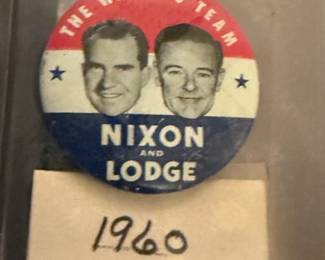 THE TEAM
NIXON
AND
LODGE
1960